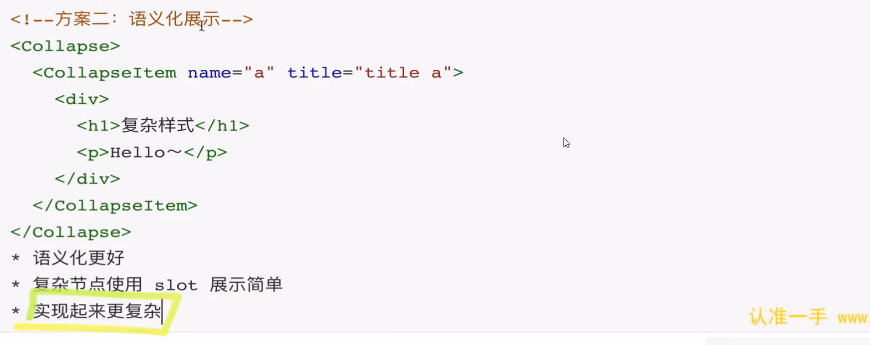 <!--方案二：语义化展示-->
<Collapse>
<CollapseItem name="a" title="title a">
<div>
<h1>复杂样式</h1>
<p>Hello～</p>
</div>
</CollapseItem>
</Collapse>
* 语义化更好
* 复杂节点使用 slot 展示简单
* 实现起来更复杂
认准一手 www.